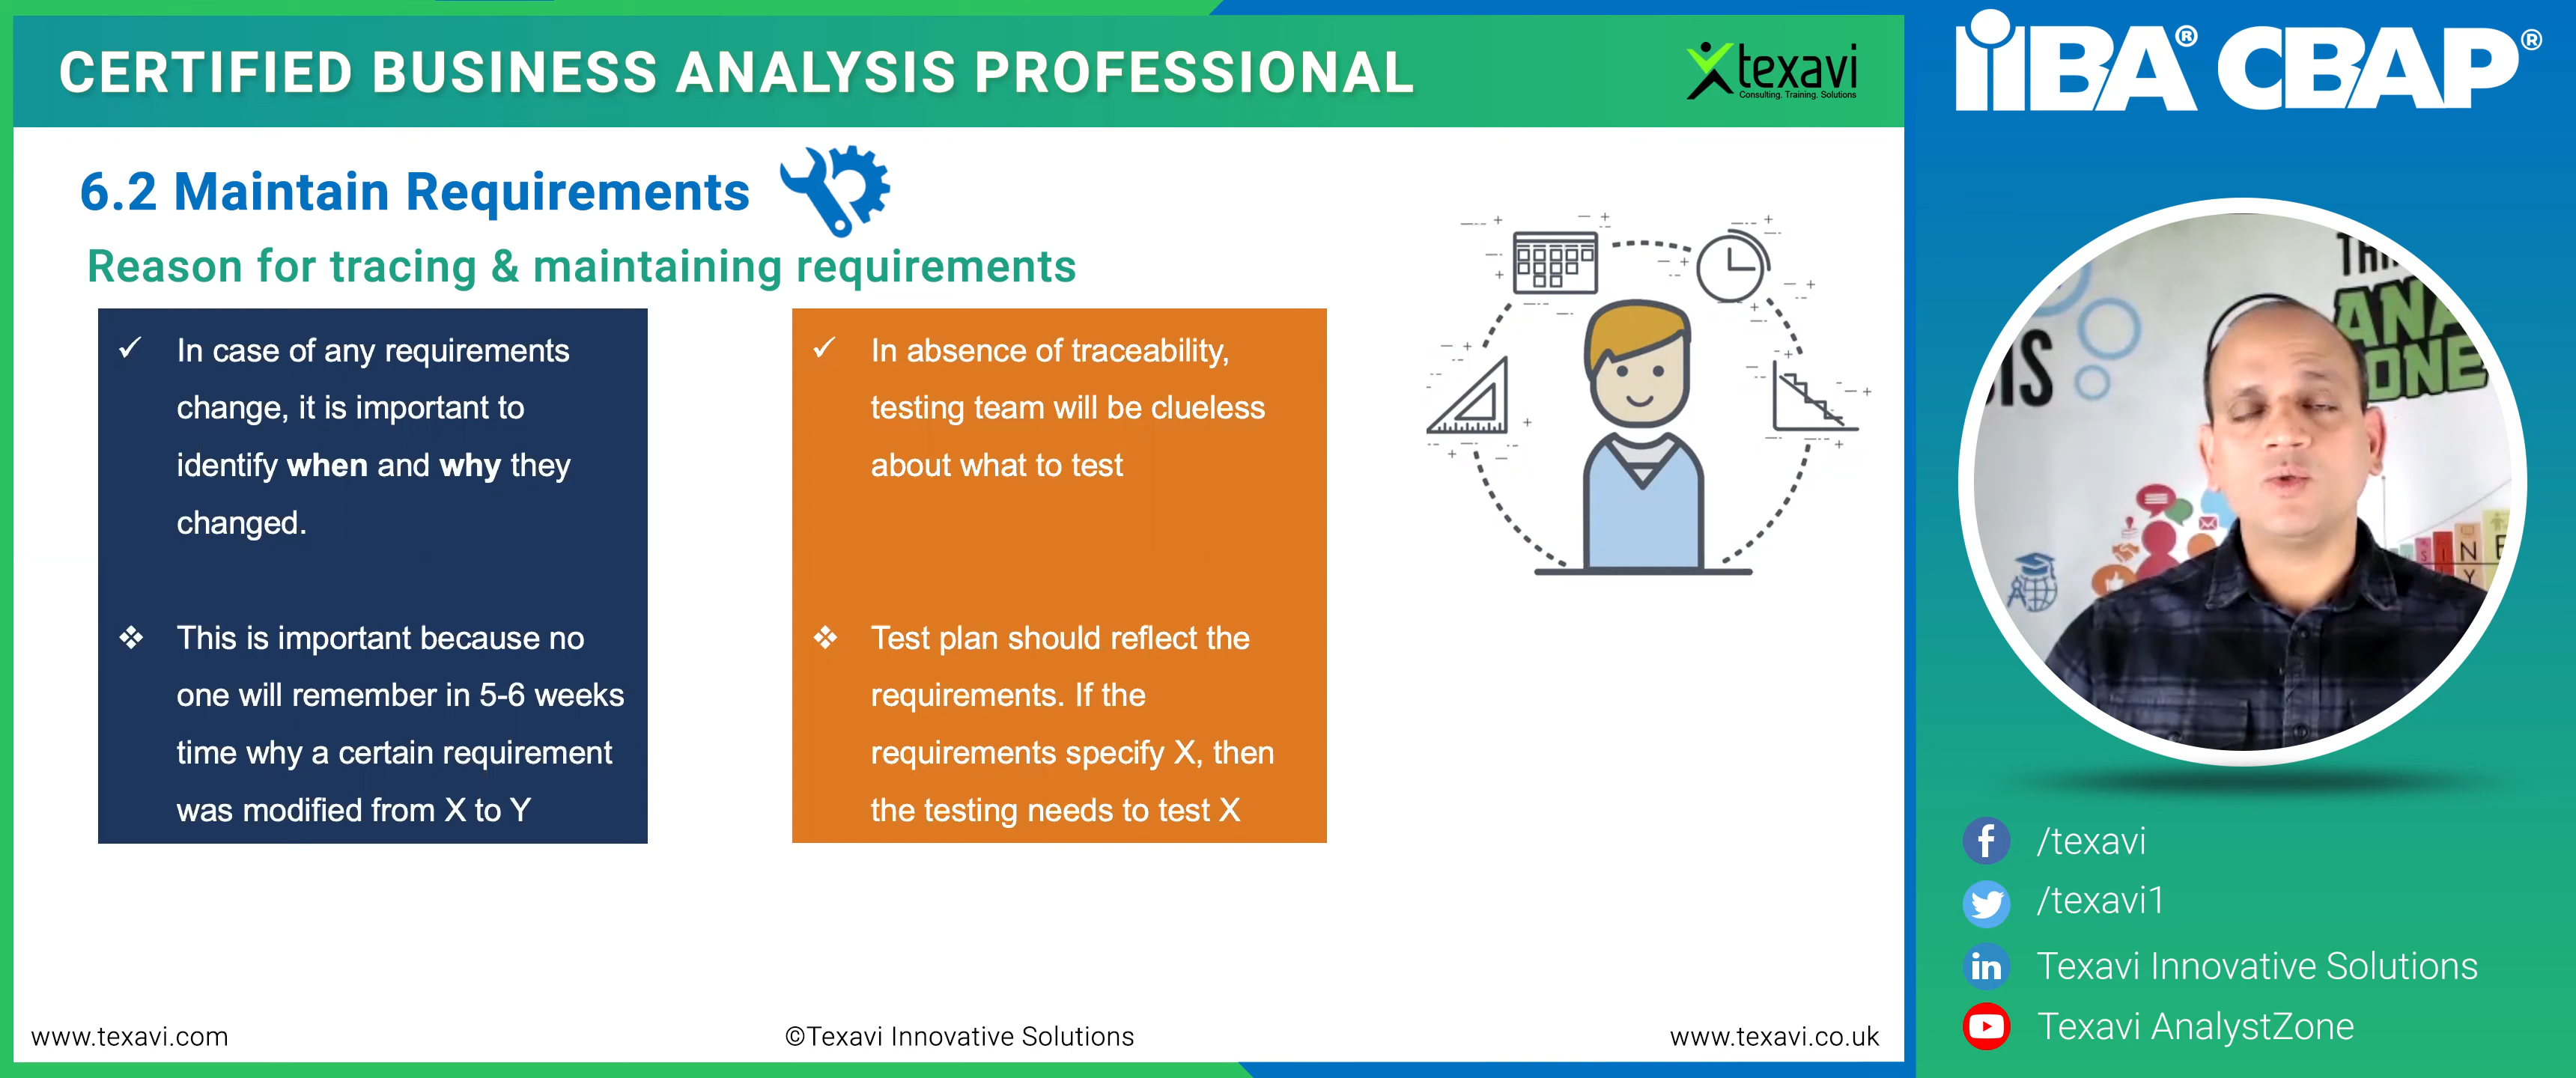 CERTIFIED BUSINESS ANALYSIS PROFESSIONAL
texavi
Consulting. Training. Solutions
IIBA® CBAP®
6.2 Maintain Requirements
Reason for tracing & maintaining requirements
✓ In case of any requirements
change, it is important to
identify when and why they
changed.
❖ This is important because no
one will remember in 5-6 weeks
time why a certain requirement
was modified from X to Y
✓ In absence of traceability,
testing team will be clueless
about what to test
❖ Test plan should reflect the
requirements. If the
requirements specify X, then
the testing needs to test X
/texavi
/texavi1
Texavi Innovative Solutions
Texavi AnalystZone
www.texavi.com
©Texavi Innovative Solutions
www.texavi.co.uk